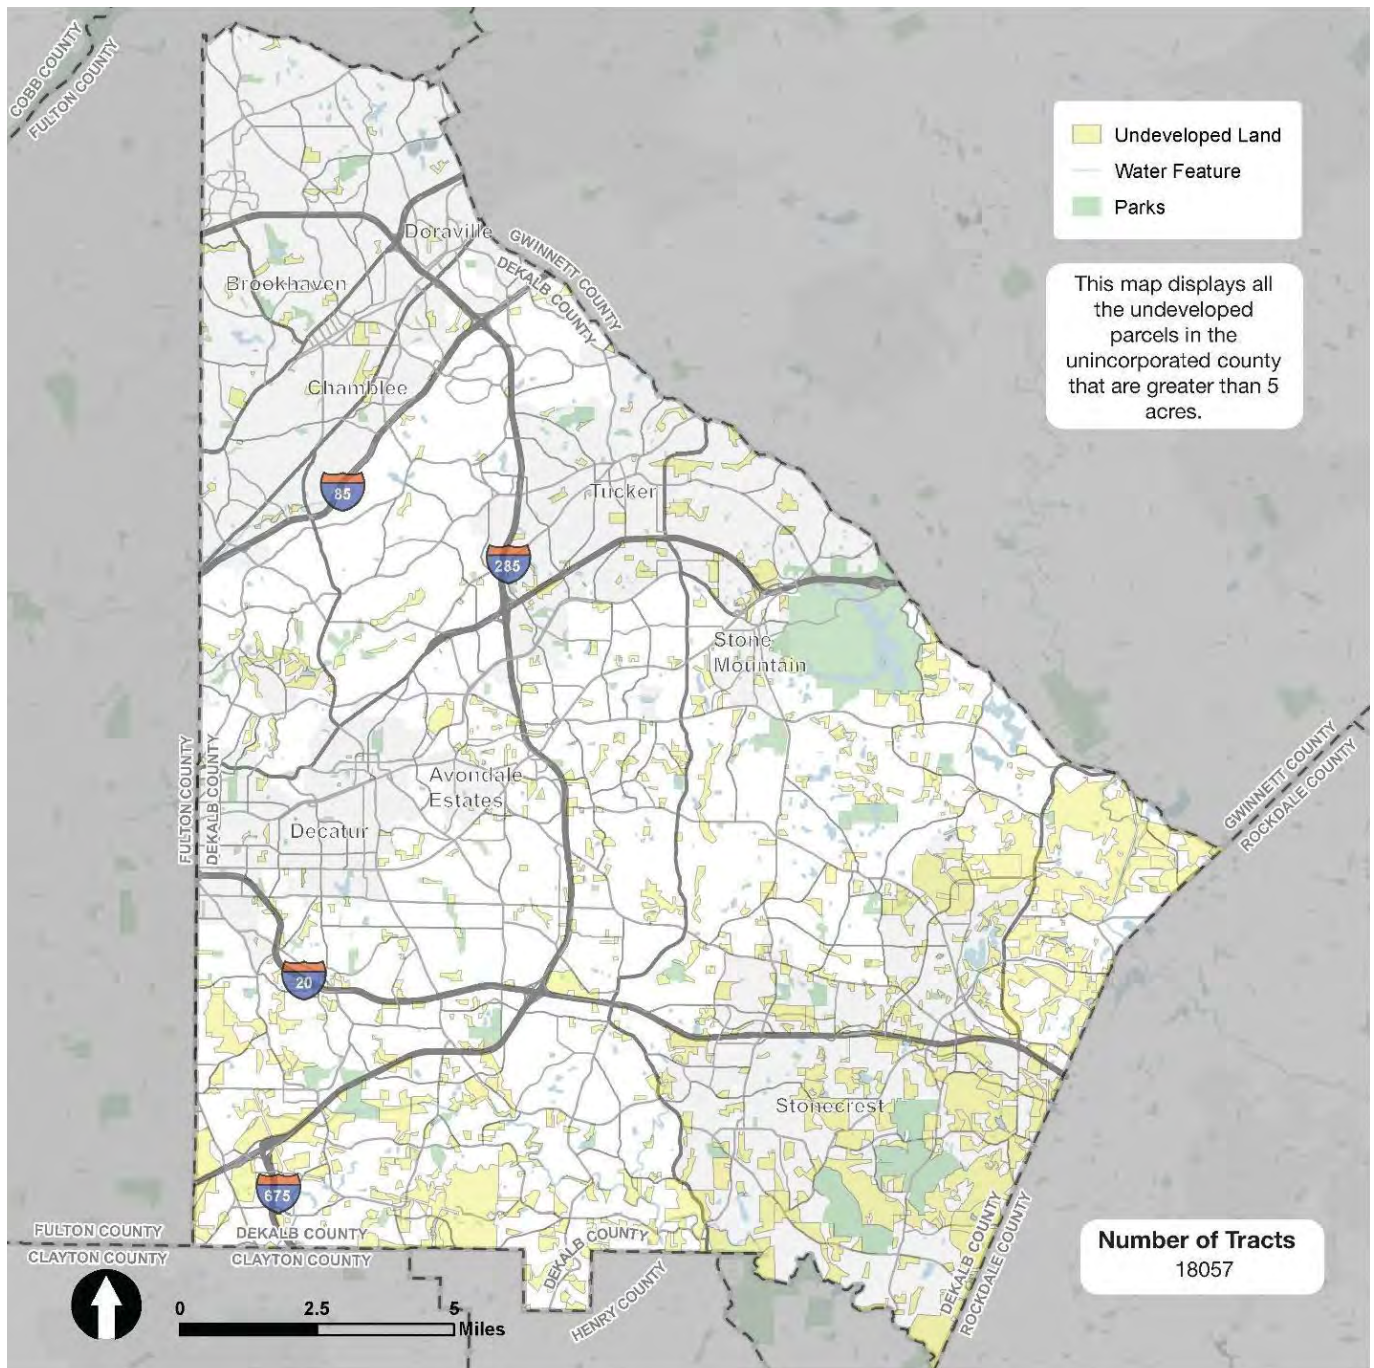 COBB COUNTY
FULTON COUNTY
Undeveloped Land
Water Feature
Parks
This map displays all
the undeveloped
parcels in the
unincorporated county
that are greater than 5
acres.
Doraville
GWINNETT COUNTY
DEKALB COUNTY
Brookhaven
Chamblee
85
Tucker
285
Stone
Mountain
FULTON COUNTY
DEKALB COUNTY
GWINNETT COUNTY
ROCKDALE COUNTY
Avondale
Estates
Decatur
20
Stonecrest
675
FULTON COUNTY
CLAYTON COUNTY
DEKALB COUNTY
CLAYTON COUNTY
DEKALB COUNTY
HENRY COUNTY
DEKALB COUNTY
ROCKDALE COUNTY
Number of Tracts
18057
0 2.5 5
Miles